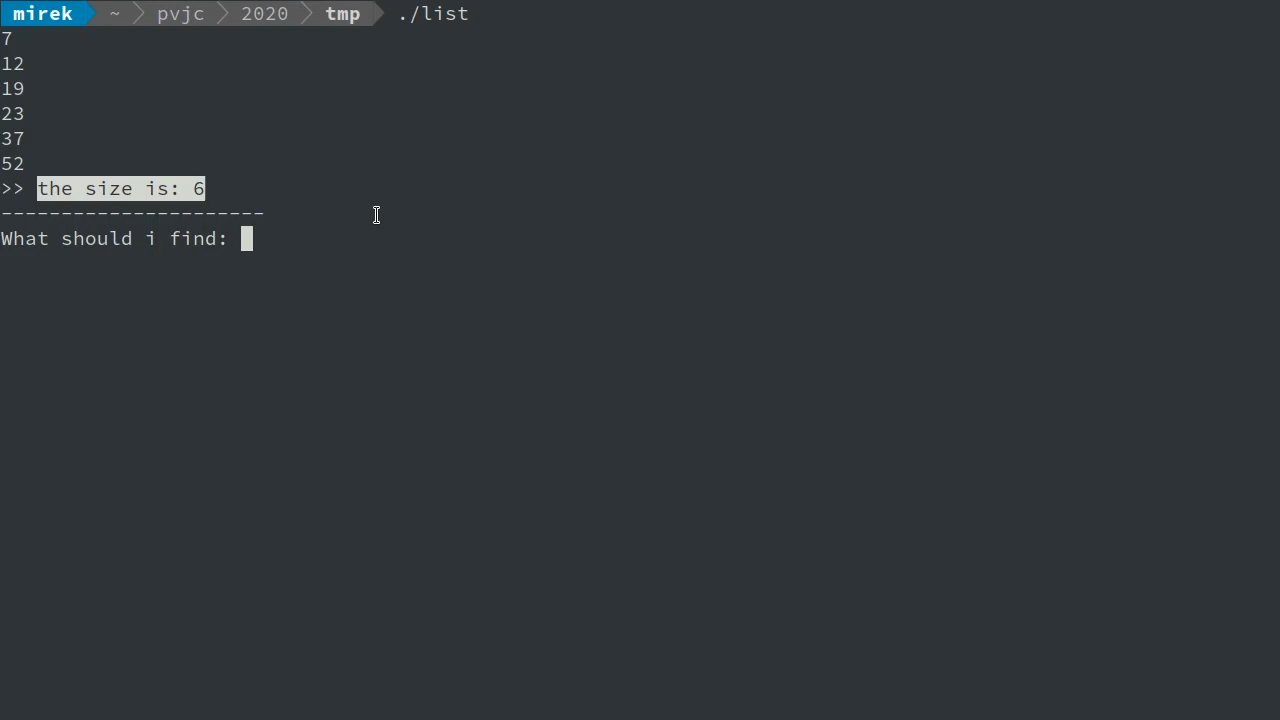 mirek ~ pvjc 2020 tmp ./list
7
12
19
23
37
52
>> the size is: 6
----------------------
What should i find: